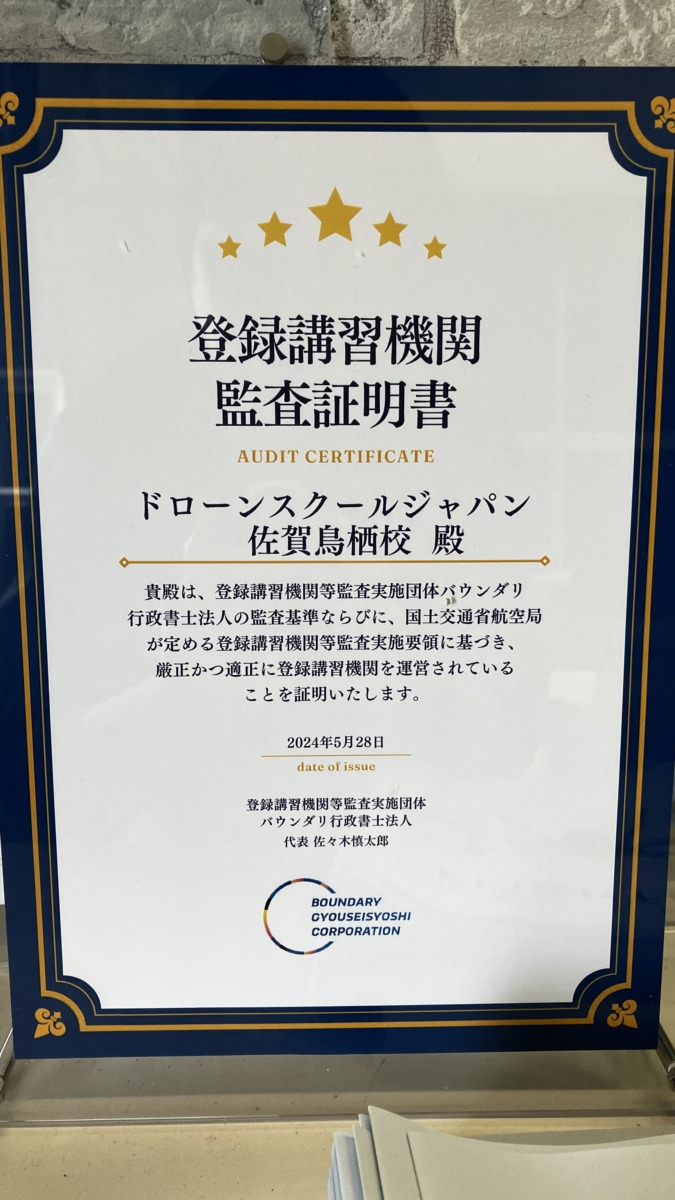 登録講習機関
監査証明書
AUDIT CERTIFICATE
ドローンスクールジャパン
佐賀鳥栖校 殿
貴殿は、登録講習機関等監査実施団体バウンダリ
行政書士法人の監査基準ならびに、国土交通省航空局
が定める登録講習機関等監査実施要領に基づき、
厳正かつ適正に登録講習機関を運営されている
ことを証明いたします。
2024年5月28日
date of issue
登録講習機関等監査実施団体
バウンダリ行政書士法人
代表 佐々木慎太郎
BOUNDARY
GYOUSEISYOSHI
CORPORATION